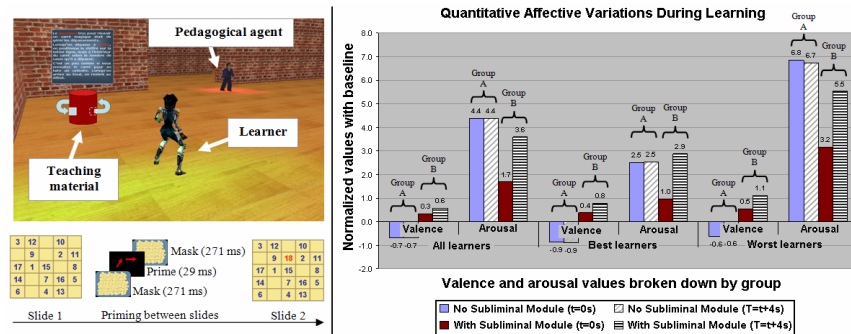 Pedagogical agent
Learner
Teaching
material
3 12 10
9 2 11
17 1 15 8
14 7 16 5
6 4 13
Mask (271 ms)
Prime (29 ms)
Mask (271 ms)
3 12 10
9 18 2 11
17 1 15 8
14 7 16 5
6 4 13
Slide 1
Priming between slides
Slide 2
Quantitative Affective Variations During Learning
Normalized values with baseline
8.0
7.0
6.0
5.0
4.0
3.0
2.0
1.0
0.0
-1.0
-2.0
Group
A
Group
B
-0.7 -0.7
0.3
0.6
Valence
Group
A
Group
B
4.4 4.4
1.7
3.6
Arousal
All learners
Group
A
Group
B
-0.9 -0.9
0.4
0.8
Valence
Group
A
Group
B
2.5 2.5
1.0
2.9
Arousal
Best learners
Group
A
Group
B
-0.6 -0.6
0.5
1.1
Valence
Group
A
Group
B
6.8 6.7
3.2
5.5
Arousal
Worst learners
Valence and arousal values broken down by group
No Subliminal Module (t=0s)
No Subliminal Module (T=t+4s)
With Subliminal Module (t=0s)
With Subliminal Module (T=t+4s)